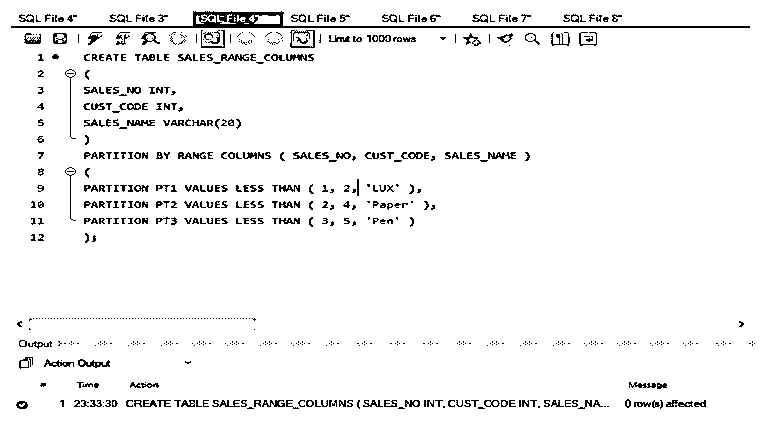 SQL File 4* SQL File 3* SQL File 4* SQL File 5* SQL File 6* SQL File 7* SQL File 8*
Limit to 1000 rows
1 CREATE TABLE SALES_RANGE_COLUMNS
2 (
3 SALES_NO INT,
4 CUST_CODE INT,
5 SALES_NAME VARCHAR(20)
6 )
7 PARTITION BY RANGE COLUMNS ( SALES_NO, CUST_CODE, SALES_NAME )
8 (
9 PARTITION PT1 VALUES LESS THAN ( 1, 2, 'LUX' ),
10 PARTITION PT2 VALUES LESS THAN ( 2, 4, 'Paper' ),
11 PARTITION PT3 VALUES LESS THAN ( 3, 5, 'Pen' )
12 );
Output
Action Output
# Time Action Message
1 23:33:30 CREATE TABLE SALES_RANGE_COLUMNS ( SALES_NO INT, CUST_CODE INT, SALES_NA... 0 row(s) affected